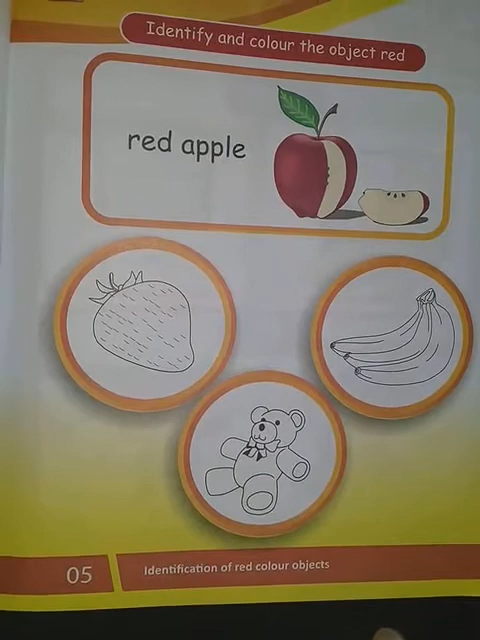 Identify and colour the object red
red apple
05
Identification of red colour objects